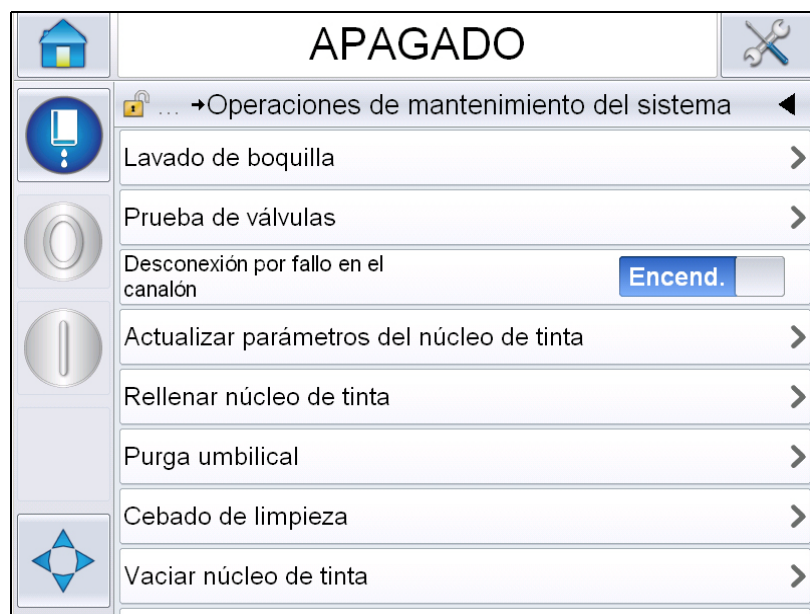 APAGADO
... →Operaciones de mantenimiento del sistema
Lavado de boquilla
Prueba de válvulas
Desconexión por fallo en el
canalón
Encend.
Actualizar parámetros del núcleo de tinta
Rellenar núcleo de tinta
Purga umbilical
Cebado de limpieza
Vaciar núcleo de tinta